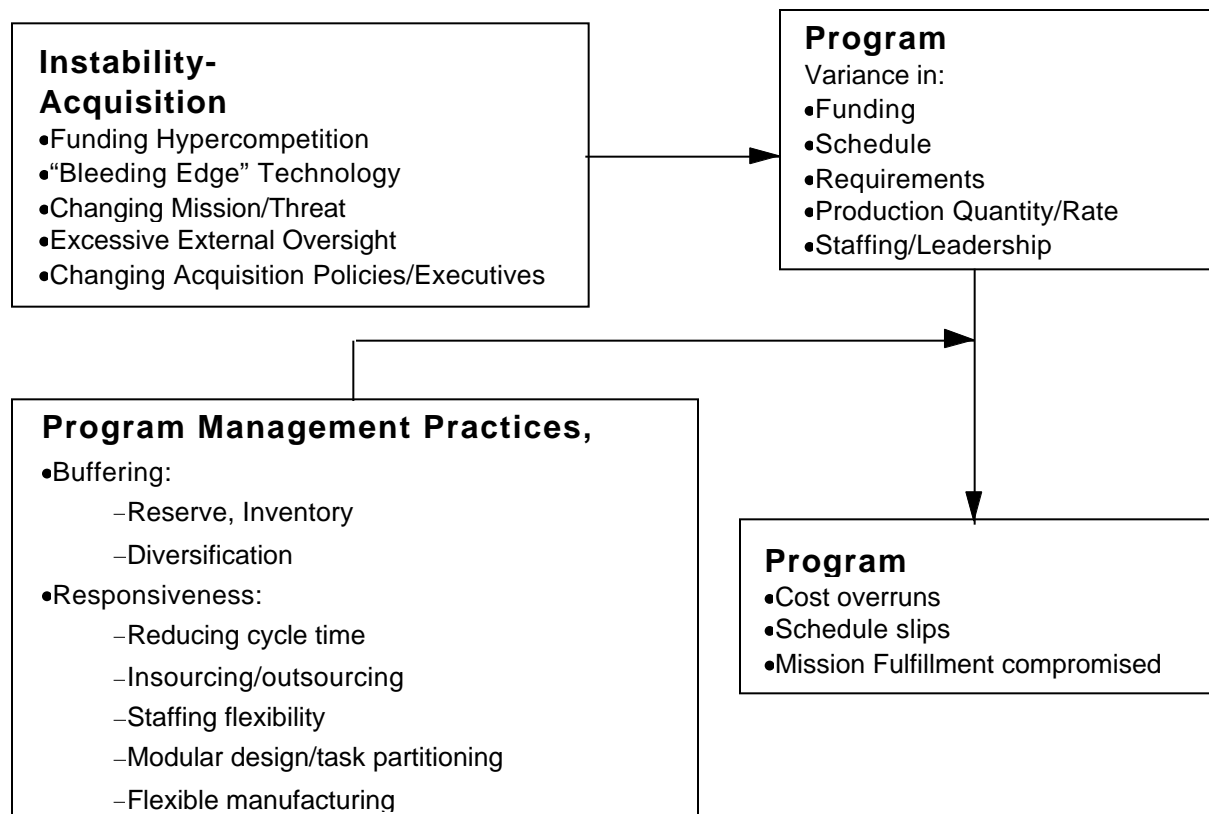 Instability-
Acquisition
•Funding Hypercompetition
•“Bleeding Edge” Technology
•Changing Mission/Threat
•Excessive External Oversight
•Changing Acquisition Policies/Executives
Program
Variance in:
•Funding
•Schedule
•Requirements
•Production Quantity/Rate
•Staffing/Leadership
Program Management Practices,
•Buffering:
–Reserve, Inventory
–Diversification
•Responsiveness:
–Reducing cycle time
–Insourcing/outsourcing
–Staffing flexibility
–Modular design/task partitioning
–Flexible manufacturing
Program
•Cost overruns
•Schedule slips
•Mission Fulfillment compromised